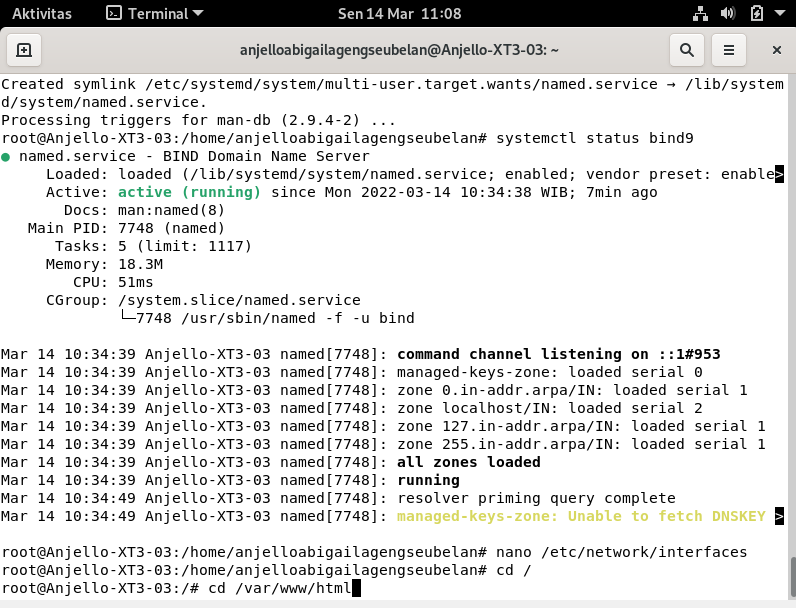 Aktivitas Terminal Sen 14 Mar 11:08
anjelloabigailagengseubelan@Anjello-XT3-03: ~
Created symlink /etc/systemd/system/multi-user.target.wants/named.service → /lib/system
d/system/named.service.
Processing triggers for man-db (2.9.4-2) ...
root@Anjello-XT3-03:/home/anjelloabigailagengseubelan# systemctl status bind9
● named.service - BIND Domain Name Server
     Loaded: loaded (/lib/systemd/system/named.service; enabled; vendor preset: enable>
     Active: active (running) since Mon 2022-03-14 10:34:38 WIB; 7min ago
       Docs: man:named(8)
   Main PID: 7748 (named)
      Tasks: 5 (limit: 1117)
     Memory: 18.3M
        CPU: 51ms
     CGroup: /system.slice/named.service
             └─7748 /usr/sbin/named -f -u bind
Mar 14 10:34:39 Anjello-XT3-03 named[7748]: command channel listening on ::1#953
Mar 14 10:34:39 Anjello-XT3-03 named[7748]: managed-keys-zone: loaded serial 0
Mar 14 10:34:39 Anjello-XT3-03 named[7748]: zone 0.in-addr.arpa/IN: loaded serial 1
Mar 14 10:34:39 Anjello-XT3-03 named[7748]: zone localhost/IN: loaded serial 2
Mar 14 10:34:39 Anjello-XT3-03 named[7748]: zone 127.in-addr.arpa/IN: loaded serial 1
Mar 14 10:34:39 Anjello-XT3-03 named[7748]: zone 255.in-addr.arpa/IN: loaded serial 1
Mar 14 10:34:39 Anjello-XT3-03 named[7748]: all zones loaded
Mar 14 10:34:39 Anjello-XT3-03 named[7748]: running
Mar 14 10:34:49 Anjello-XT3-03 named[7748]: resolver priming query complete
Mar 14 10:34:49 Anjello-XT3-03 named[7748]: managed-keys-zone: Unable to fetch DNSKEY >
root@Anjello-XT3-03:/home/anjelloabigailagengseubelan# nano /etc/network/interfaces
root@Anjello-XT3-03:/home/anjelloabigailagengseubelan# cd /
root@Anjello-XT3-03:/# cd /var/www/html